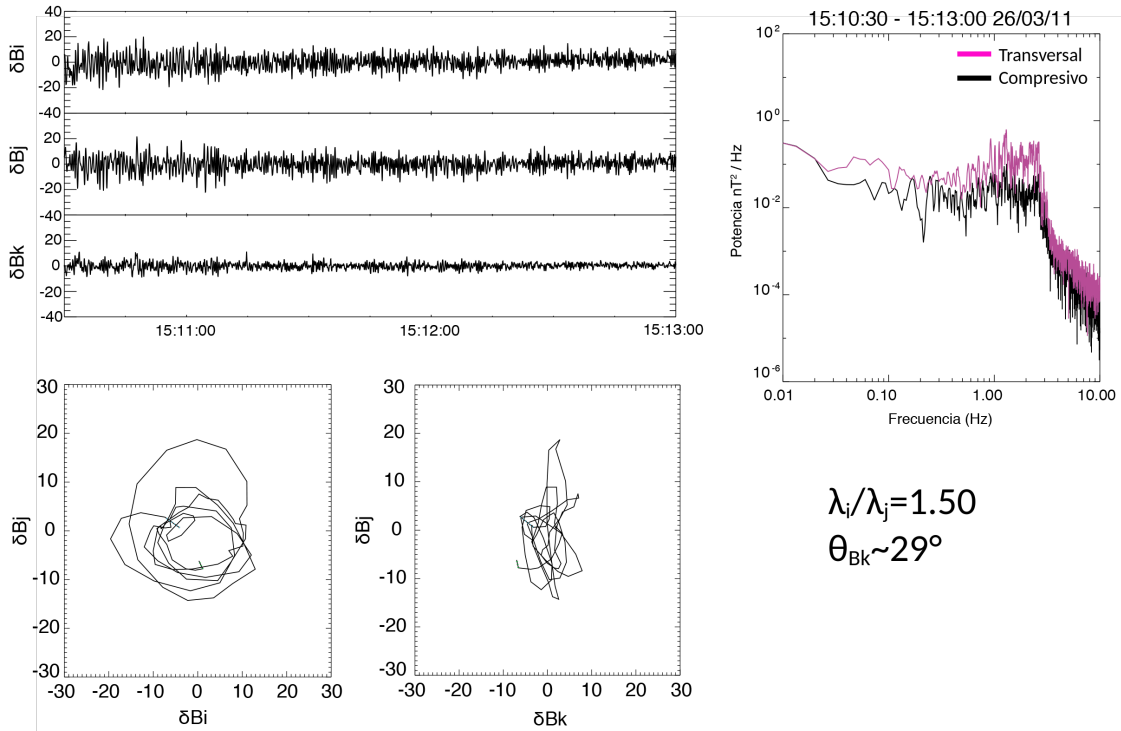 40
20
0
-20
-40
δBi
20
0
-20
-40
δBj
20
0
-20
-40
δBk
15:11:00 15:12:00 15:13:00
15:10:30 - 15:13:00 26/03/11
10²
10⁰
10⁻²
10⁻⁴
10⁻⁶
Potencia nT² / Hz
Transversal
Compresivo
0.01 0.10 1.00 10.00
Frecuencia (Hz)
30
20
10
0
-10
-20
-30
δBj
-30 -20 -10 0 10 20 30
δBi
30
20
10
0
-10
-20
-30
δBj
-30 -20 -10 0 10 20 30
δBk
λi/λj=1.50
θBk~29°